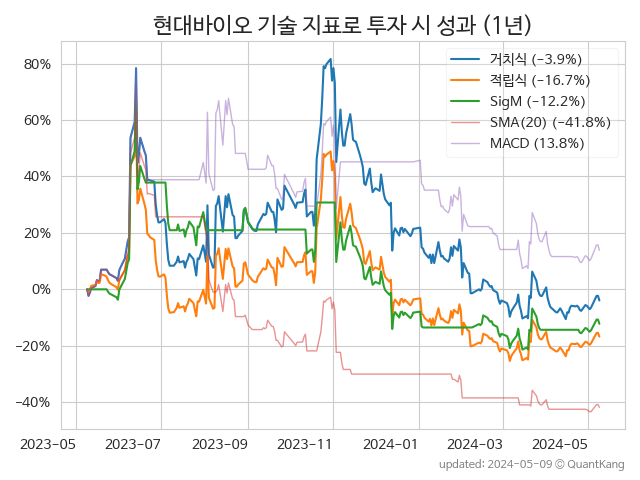 현대바이오 기술 지표로 투자 시 성과 (1년)
거치식 (−3.9%)
적립식 (−16.7%)
SigM (−12.2%)
SMA(20) (−41.8%)
MACD (13.8%)
80%
60%
40%
20%
0%
−20%
−40%
2023-05 2023-07 2023-09 2023-11 2024-01 2024-03 2024-05
updated: 2024-05-09 © QuantKang